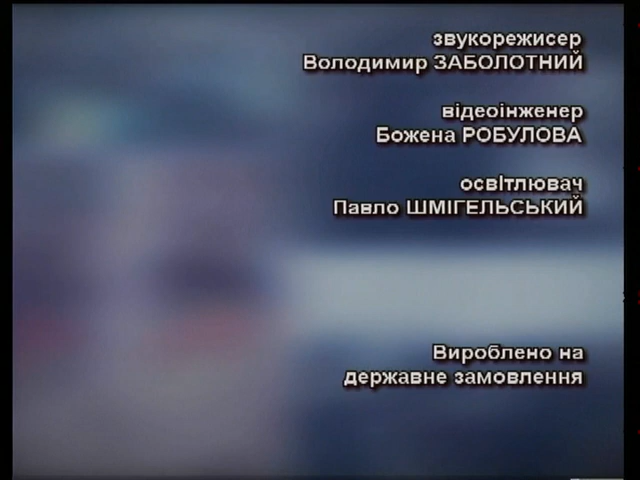 звукорежисер
Володимир ЗАБОЛОТНИЙ
відеоінженер
Божена РОБУЛОВА
освітлювач
Павло ШМІГЕЛЬСЬКИЙ
Вироблено на
державне замовлення